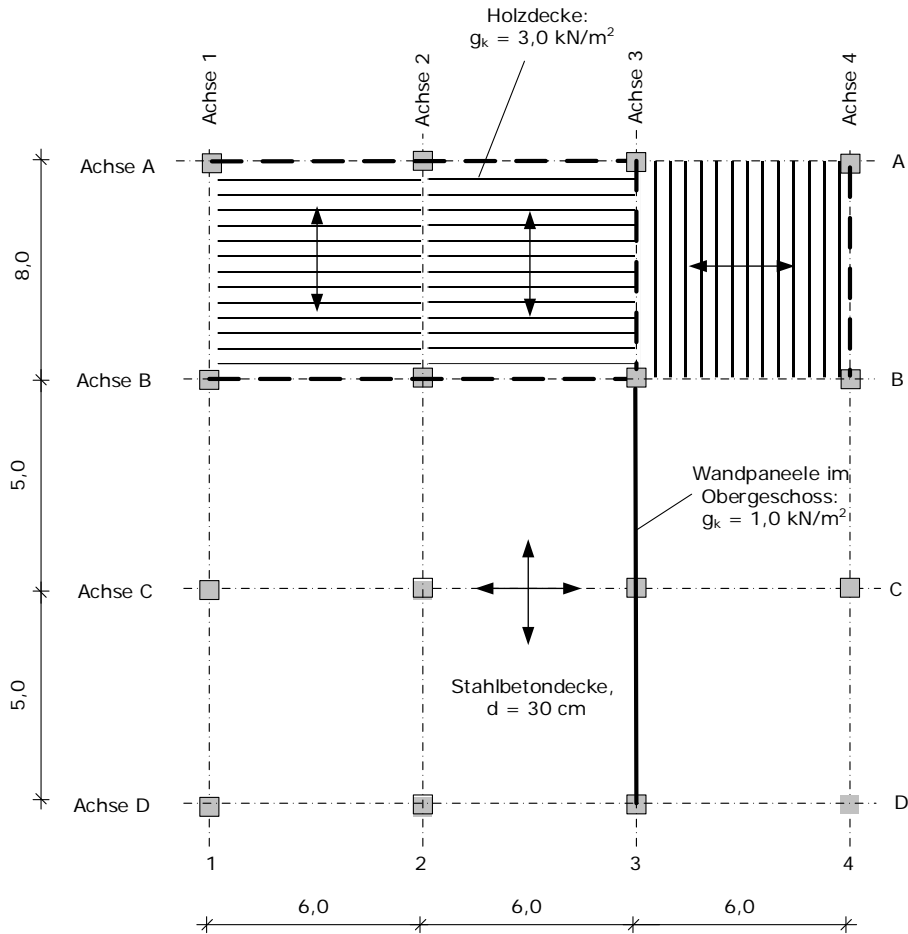 Holzdecke:
gₖ = 3,0 kN/m²
Achse 1
Achse 2
Achse 3
Achse 4
Achse A
A
8,0
Achse B
B
5,0
Wandpaneele im
Obergeschoss:
gₖ = 1,0 kN/m²
Achse C
C
5,0
Stahlbetondecke,
d = 30 cm
Achse D
D
1
2
3
4
6,0
6,0
6,0